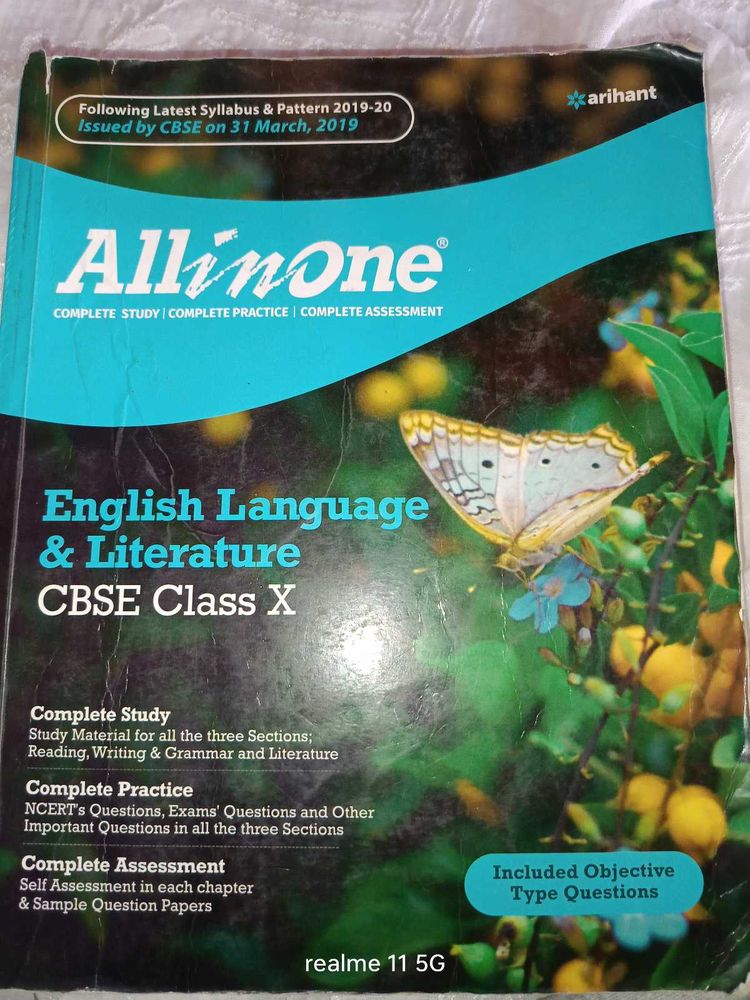 Following Latest Syllabus & Pattern 2019-20
Issued by CBSE on 31 March, 2019
arihant
All in One®
COMPLETE STUDY | COMPLETE PRACTICE | COMPLETE ASSESSMENT
English Language
& Literature
CBSE Class X
Complete Study
Study Material for all the three Sections;
Reading, Writing & Grammar and Literature
Complete Practice
NCERT's Questions, Exams' Questions and Other
Important Questions in all the three Sections
Complete Assessment
Self Assessment in each chapter
& Sample Question Papers
Included Objective
Type Questions
realme 11 5G